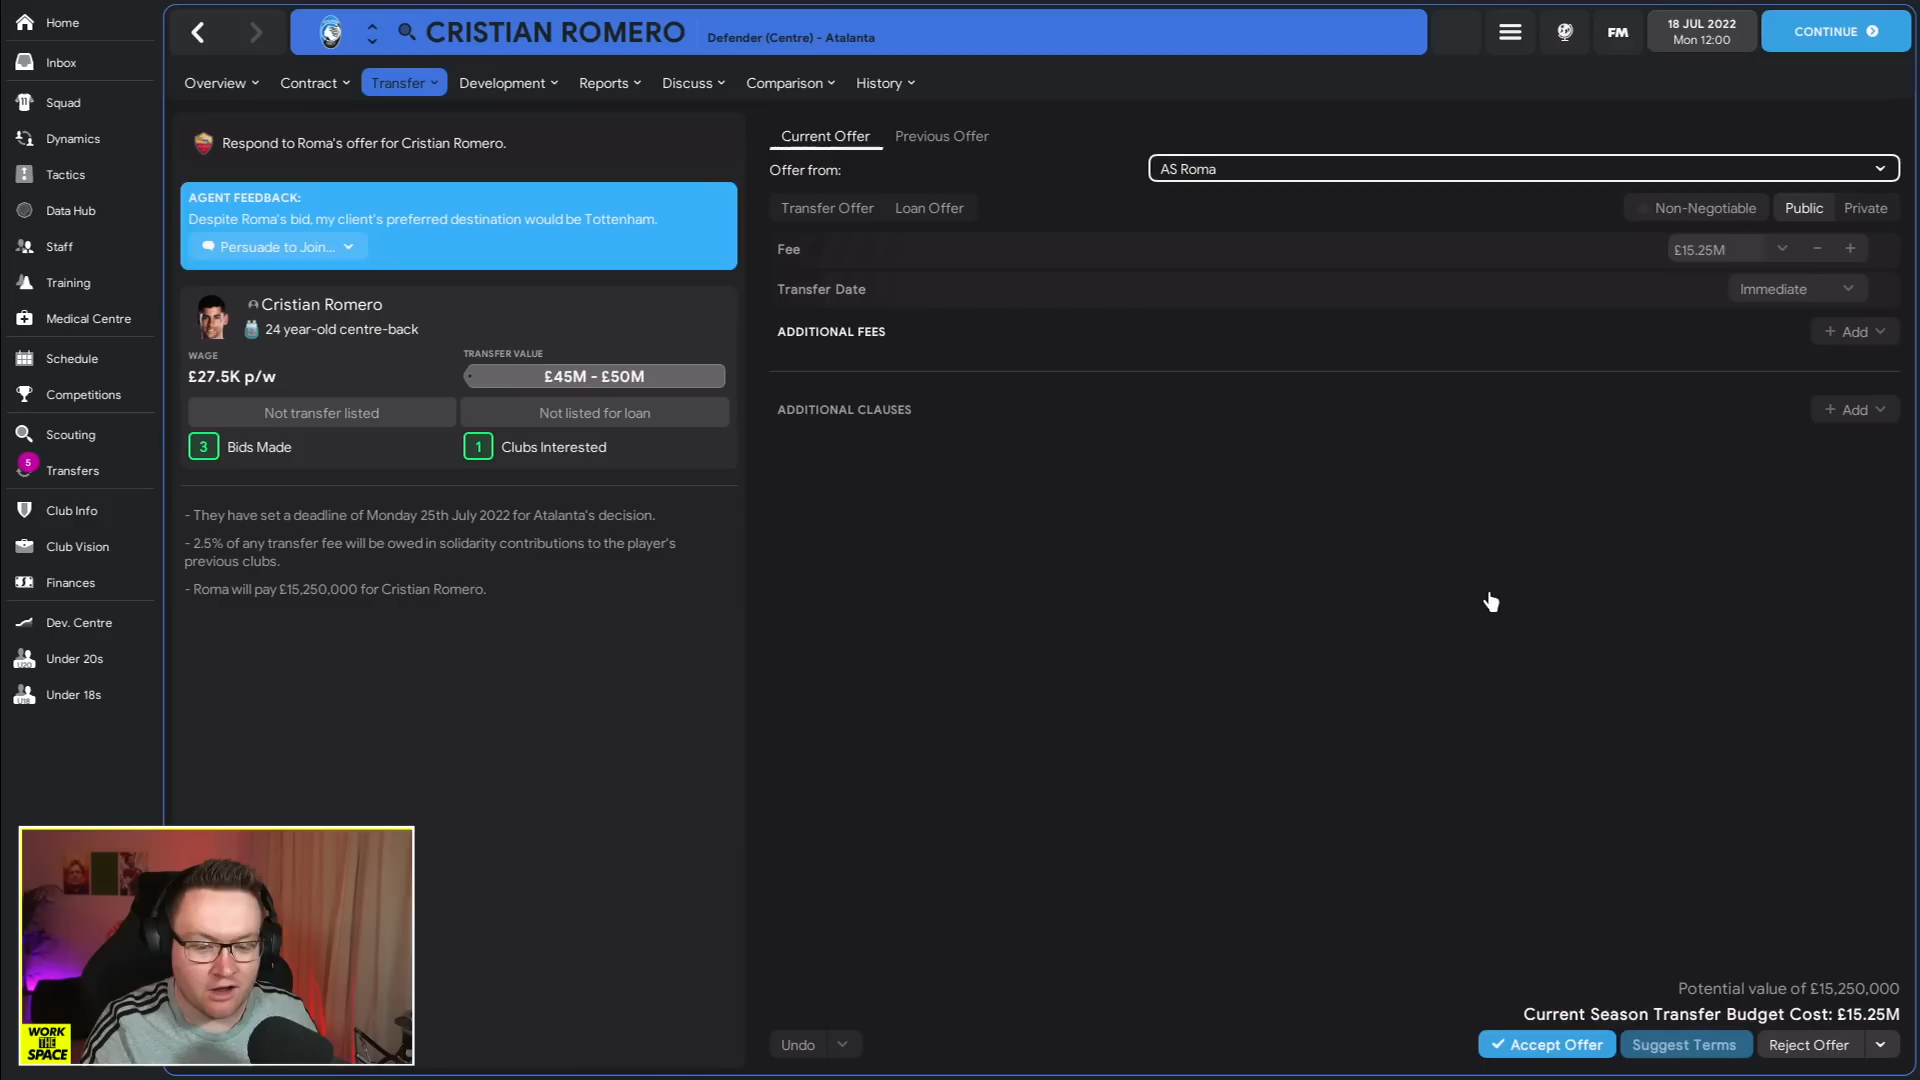 Home
Inbox
Squad
Dynamics
Tactics
Data Hub
Staff
Training
Medical Centre
Schedule
Competitions
Scouting
5
Transfers
Club Info
Club Vision
Finances
Dev. Centre
Under 20s
Under 18s
CRISTIAN ROMERO
Defender (Centre) - Atalanta
FM
18 JUL 2022
Mon 12:00
CONTINUE
Overview
Contract
Transfer
Development
Reports
Discuss
Comparison
History
Respond to Roma's offer for Cristian Romero.
AGENT FEEDBACK:
Despite Roma's bid, my client's preferred destination would be Tottenham.
Persuade to Join...
Cristian Romero
24 year-old centre-back
WAGE
£27.5K p/w
TRANSFER VALUE
£45M - £50M
Not transfer listed
Not listed for loan
3 Bids Made
1 Clubs Interested
- They have set a deadline of Monday 25th July 2022 for Atalanta's decision.
- 2.5% of any transfer fee will be owed in solidarity contributions to the player's
previous clubs.
- Roma will pay £15,250,000 for Cristian Romero.
Current Offer
Previous Offer
Offer from:
AS Roma
Transfer Offer
Loan Offer
Non-Negotiable
Public
Private
Fee
£15.25M
Transfer Date
Immediate
ADDITIONAL FEES
+ Add
ADDITIONAL CLAUSES
+ Add
Potential value of £15,250,000
Current Season Transfer Budget Cost: £15.25M
Undo
Accept Offer
Suggest Terms
Reject Offer
WORK
THE
SPACE